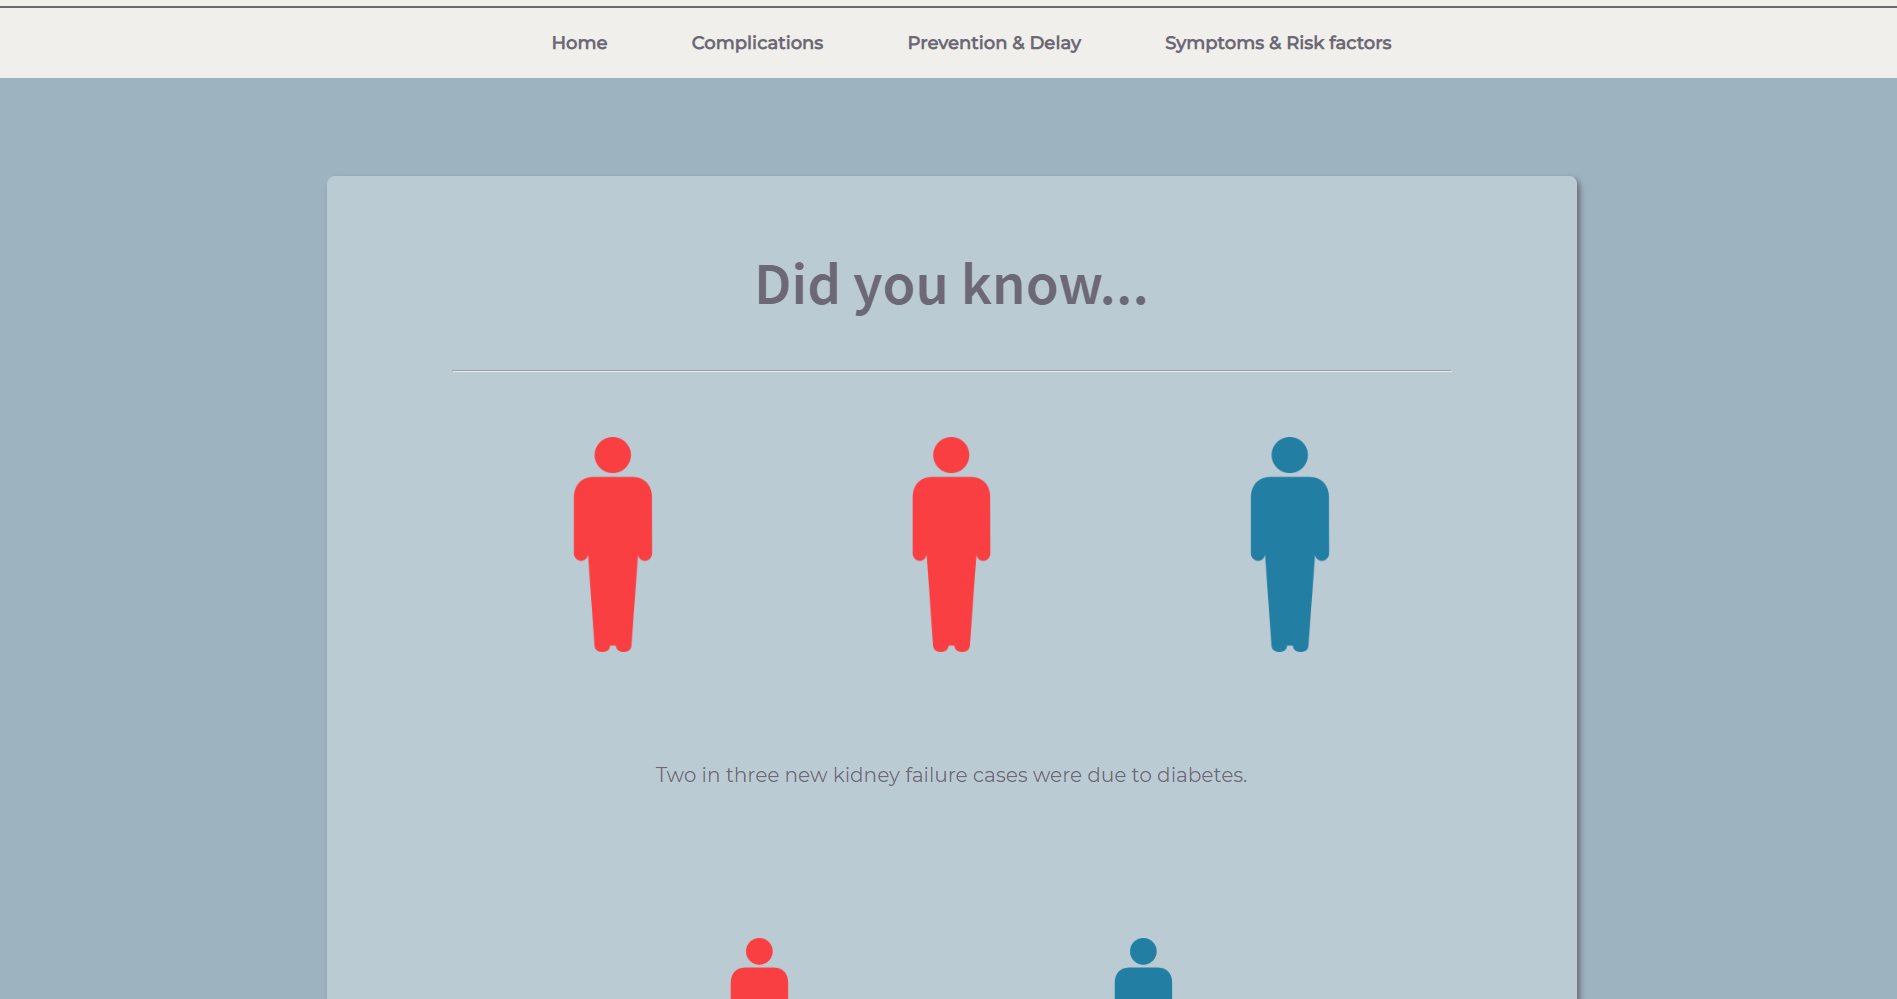 Home Complications Prevention & Delay Symptoms & Risk factors
Did you know...
Two in three new kidney failure cases were due to diabetes.